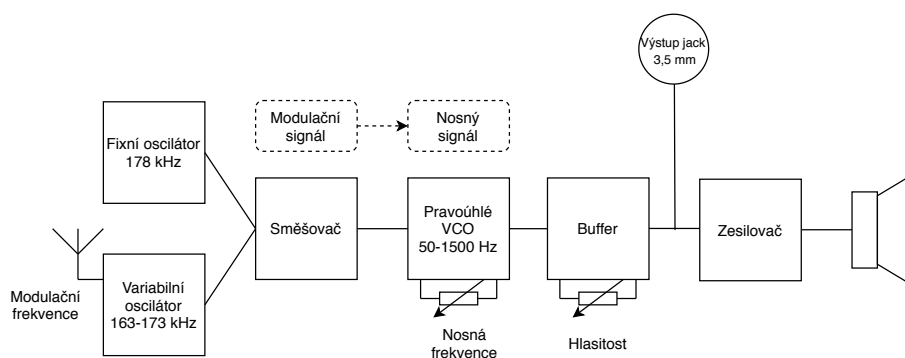 Výstup jack
3,5 mm
Modulační
signál
Nosný
signál
Fixní oscilátor
178 kHz
Směšovač
Pravoúhlé
VCO
50-1500 Hz
Buffer
Zesilovač
Modulační
frekvence
Variabilní
oscilátor
163-173 kHz
Nosná
frekvence
Hlasitost